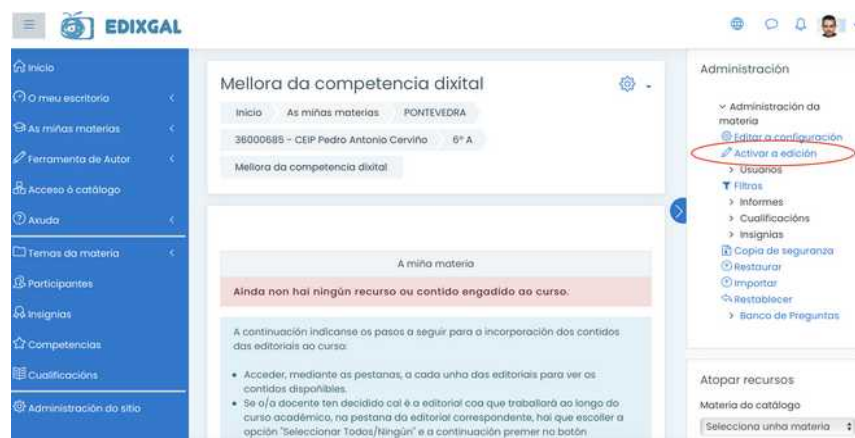 EDIXGAL
Inicio
O meu escritorio
As miñas materias
Ferramenta de Autor
Acceso ó catálogo
Axuda
Temas da materia
Participantes
Insignias
Competencias
Cualificacións
Administración do sitio
Mellora da competencia dixital
Inicio As miñas materias PONTEVEDRA
36000685 - CEIP Pedro Antonio Cerviño 6º A
Mellora da competencia dixital
A miña materia
Aínda non hai ningún recurso ou contido engadido ao curso.
A continuación indícanse os pasos a seguir para a incorporación dos contidos
das editoriais ao curso:
Acceder, mediante as pestanas, a cada unha das editoriais para ver os
contidos dispoñibles.
Se o/a docente ten decidido cal é a editorial coa que traballará ao longo do
curso académico, na pestana da editorial correspondente, hai que escoller a
opción "Seleccionar Todos/Ningún" e a continuación premer no botón
Administración
Administración da
materia
Editar a configuración
Activar a edición
Usuarios
Filtros
Informes
Cualificacións
Insignias
Copia de seguranza
Restaurar
Importar
Restablecer
Banco de Preguntas
Atopar recursos
Materia do catálogo
Selecciona unha materia